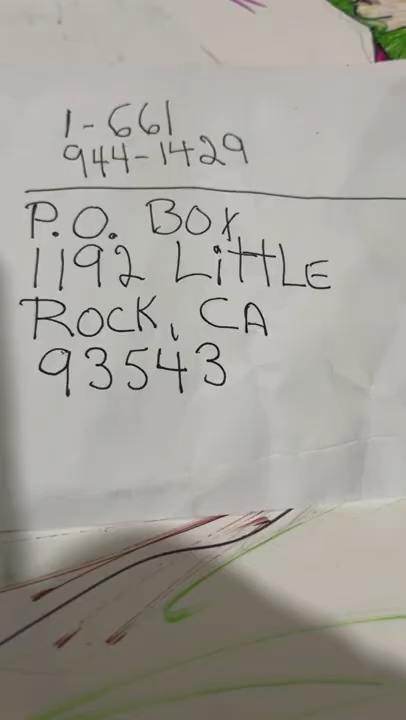 1-661
944-1429
P.O. BOX
1192 LittLE
ROCK, CA
93543